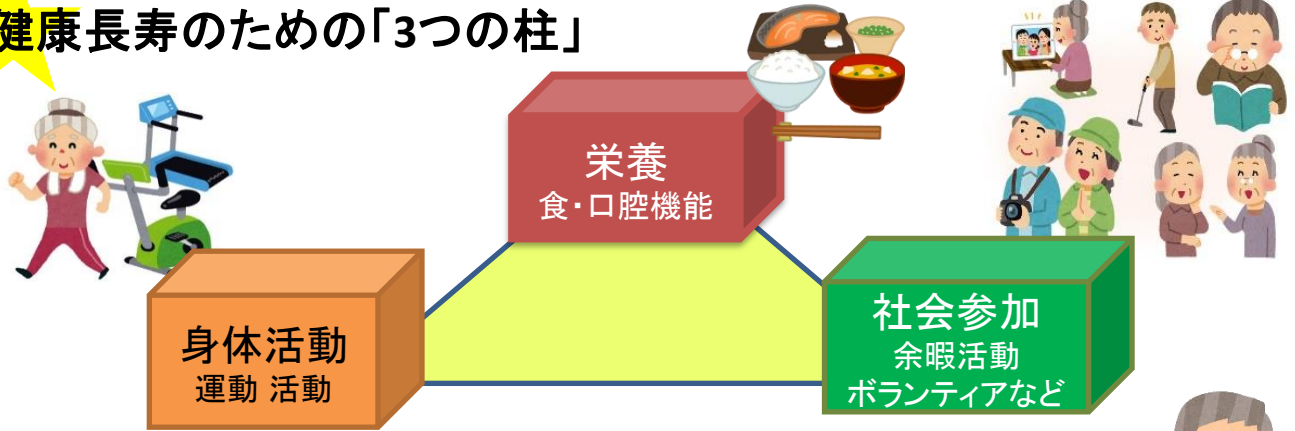 健康長寿のための「3つの柱」
栄養
食・口腔機能
身体活動
運動 活動
社会参加
余暇活動
ボランティアなど